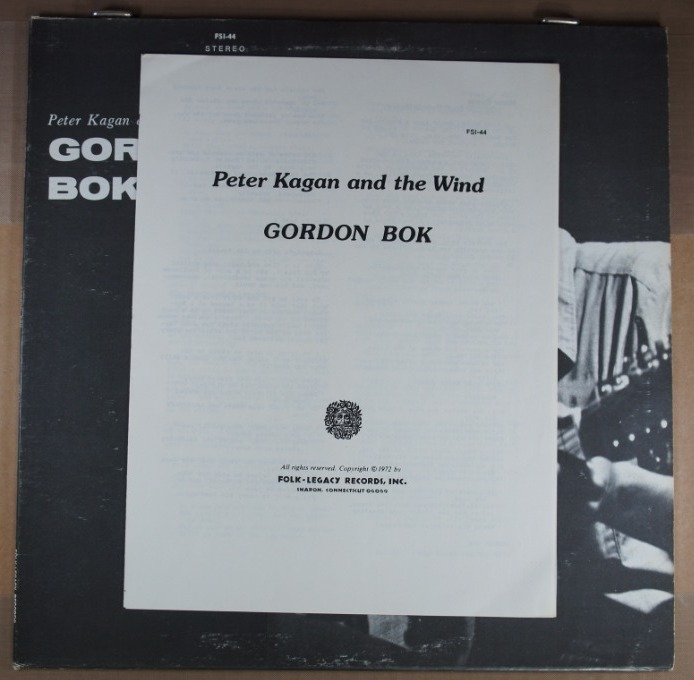 FSI-44
STEREO
Peter Kagan
GOR
BOK
FSI-44
Peter Kagan and the Wind
GORDON BOK
All rights reserved. Copyright © 1972 by
FOLK-LEGACY RECORDS, INC.
SHARON, CONNECTICUT 06069